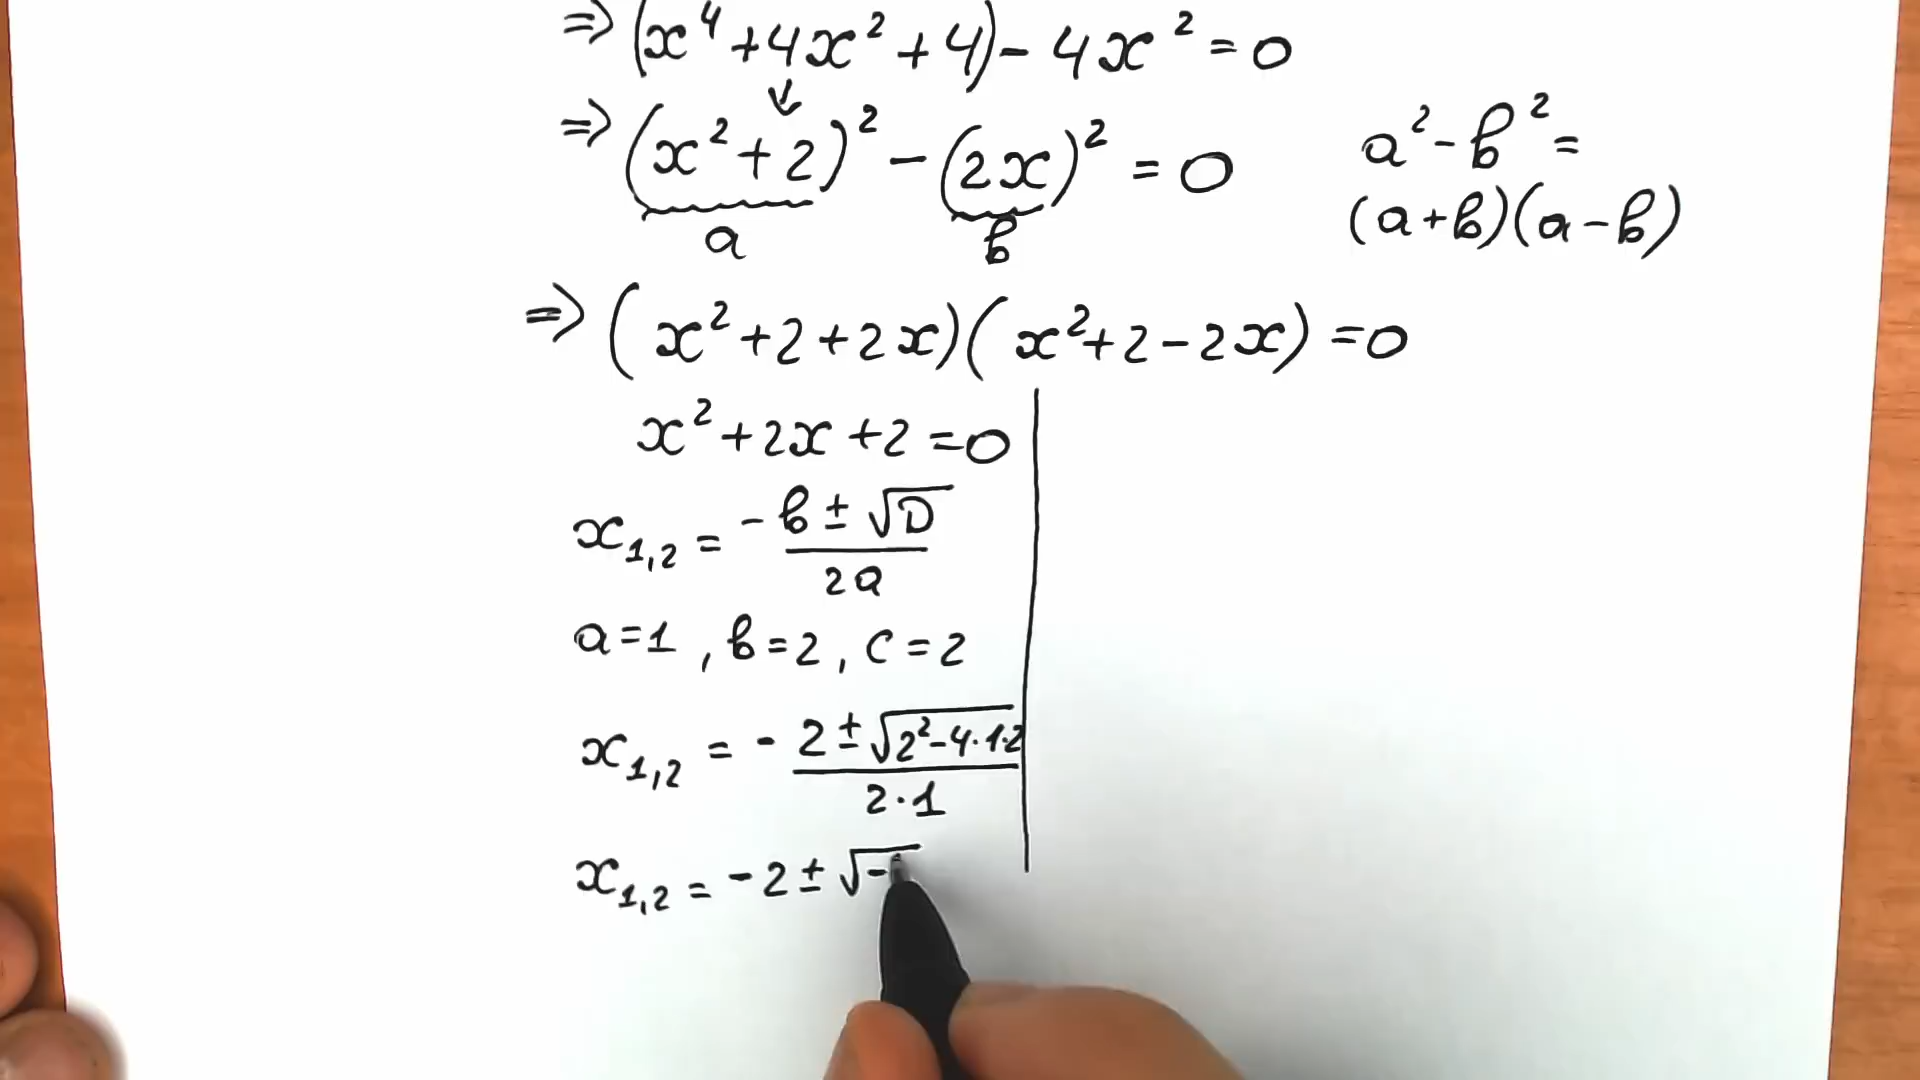 => (x⁴+4x²+4)-4x²=0
↓
=> (x²+2)²-(2x)²=0
a b
a²-b²=
(a+b)(a-b)
=> (x²+2+2x)(x²+2-2x)=0
x²+2x+2=0
x₁,₂ = -b±√D / 2a
a=1, b=2, c=2
x₁,₂ = -2±√2²-4·1·2 / 2·1
x₁,₂ = -2±√-